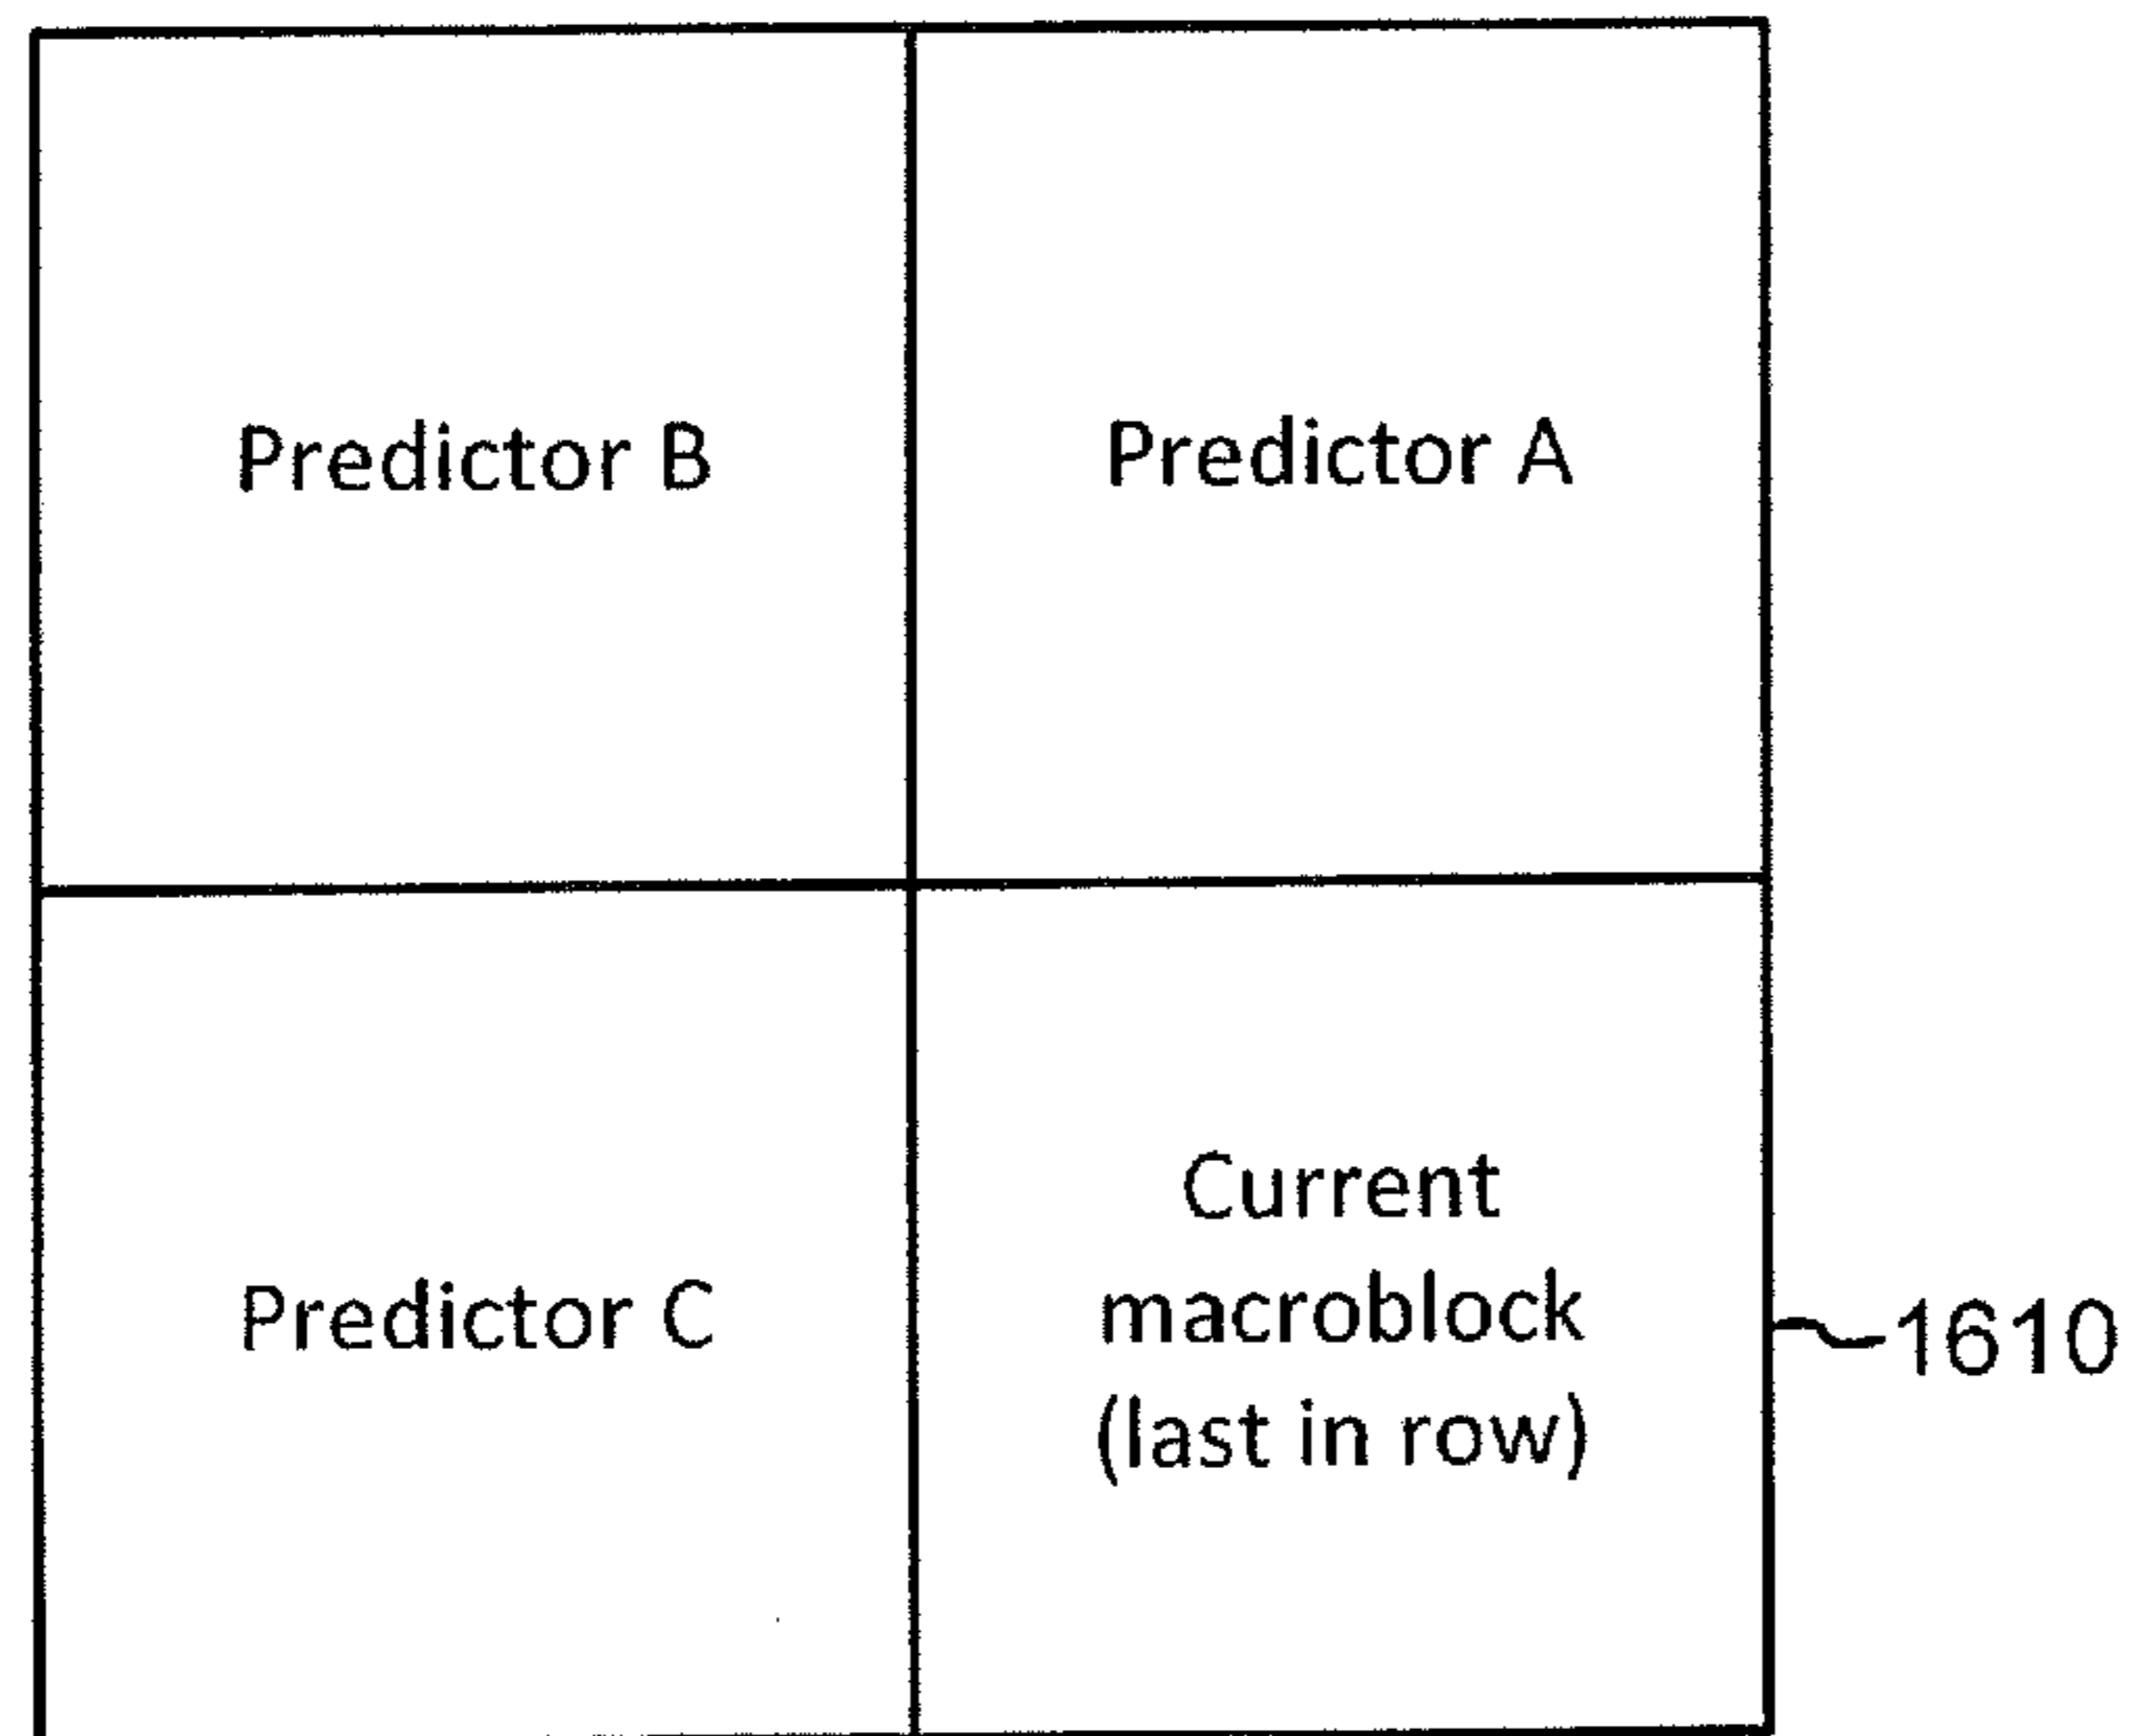 Predictor B
Predictor A
Predictor C
Current
macroblock
(last in row)
1610